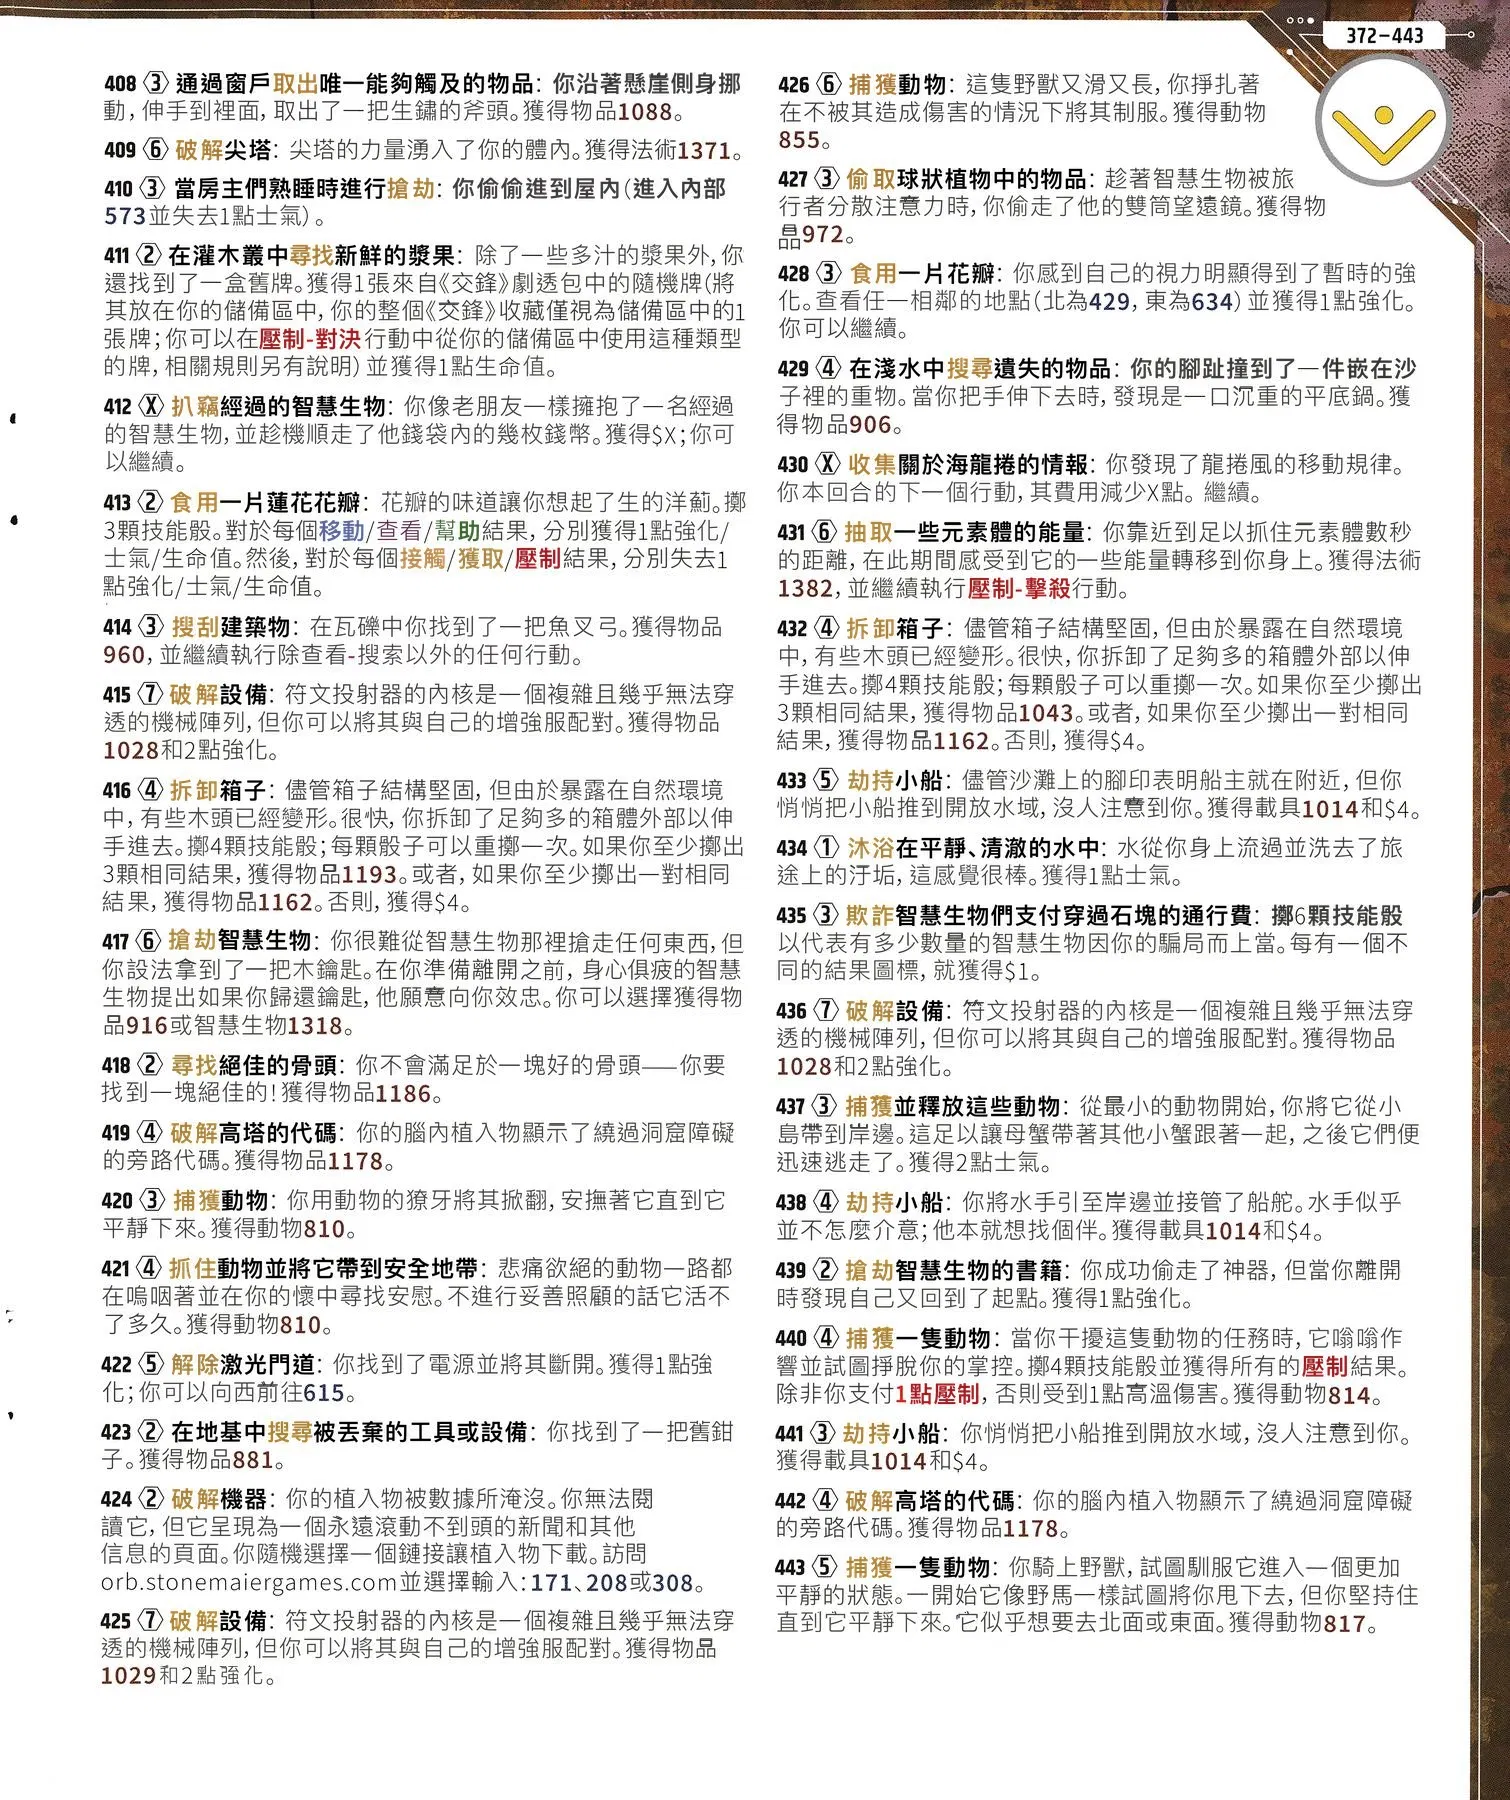 372–443
408 3 通過窗戶取出唯一能夠觸及的物品：你沿著懸崖側身挪
動，伸手到裡面，取出了一把生鏽的斧頭。獲得物品1088。
409 6 破解尖塔：尖塔的力量湧入了你的體內。獲得法術1371。
410 3 當房主們熟睡時進行搶劫：你偷偷進到屋內（進入內部
573並失去1點士氣）。
411 2 在灌木叢中尋找新鮮的漿果：除了一些多汁的漿果外，你
還找到了一盒舊牌。獲得1張來自《交鋒》劇透包中的隨機牌（將
其放在你的儲備區中，你的整個《交鋒》收藏僅視為儲備區中的1
張牌；你可以在壓制-對決行動中從你的儲備區中使用這種類型
的牌，相關規則另有說明）並獲得1點生命值。
412 X 扒竊經過的智慧生物：你像老朋友一樣擁抱了一名經過
的智慧生物，並趁機順走了他錢袋內的幾枚錢幣。獲得$X；你可
以繼續。
413 2 食用一片蓮花花瓣：花瓣的味道讓你想起了生的洋薊。擲
3顆技能骰。對於每個移動/查看/幫助結果，分別獲得1點強化/
士氣/生命值。然後，對於每個接觸/獲取/壓制結果，分別失去1
點強化/士氣/生命值。
414 3 搜刮建築物：在瓦礫中你找到了一把魚叉弓。獲得物品
960，並繼續執行除查看-搜索以外的任何行動。
415 7 破解設備：符文投射器的內核是一個複雜且幾乎無法穿
透的機械陣列，但你可以將其與自己的增強服配對。獲得物品
1028和2點強化。
416 4 拆卸箱子：儘管箱子結構堅固，但由於暴露在自然環境
中，有些木頭已經變形。很快，你拆卸了足夠多的箱體外部以伸
手進去。擲4顆技能骰；每顆骰子可以重擲一次。如果你至少擲出
3顆相同結果，獲得物品1193。或者，如果你至少擲出一對相同
結果，獲得物品1162。否則，獲得$4。
417 6 搶劫智慧生物：你很難從智慧生物那裡搶走任何東西，但
你設法拿到了一把木鑰匙。在你準備離開之前，身心俱疲的智慧
生物提出如果你歸還鑰匙，他願意向你效忠。你可以選擇獲得物
品916或智慧生物1318。
418 2 尋找絕佳的骨頭：你不會滿足於一塊好的骨頭——你要
找到一塊絕佳的！獲得物品1186。
419 4 破解高塔的代碼：你的腦內植入物顯示了繞過洞窟障礙
的旁路代碼。獲得物品1178。
420 3 捕獲動物：你用動物的獠牙將其掀翻，安撫著它直到它
平靜下來。獲得動物810。
421 4 抓住動物並將它帶到安全地帶：悲痛欲絕的動物一路都
在嗚咽著並在你的懷中尋找安慰。不進行妥善照顧的話它活不
了多久。獲得動物810。
422 5 解除激光門道：你找到了電源並將其斷開。獲得1點強
化；你可以向西前往615。
423 2 在地基中搜尋被丟棄的工具或設備：你找到了一把舊鉗
子。獲得物品881。
424 2 破解機器：你的植入物被數據所淹沒。你無法閱
讀它，但它呈現為一個永遠滾動不到頭的新聞和其他
信息的頁面。你隨機選擇一個鏈接讓植入物下載。訪問
orb.stonemaiergames.com並選擇輸入：171、208或308。
425 7 破解設備：符文投射器的內核是一個複雜且幾乎無法穿
透的機械陣列，但你可以將其與自己的增強服配對。獲得物品
1029和2點強化。
426 6 捕獲動物：這隻野獸又滑又長，你掙扎著
在不被其造成傷害的情況下將其制服。獲得動物
855。
427 3 偷取球狀植物中的物品：趁著智慧生物被旅
行者分散注意力時，你偷走了他的雙筒望遠鏡。獲得物
品972。
428 3 食用一片花瓣：你感到自己的視力明顯得到了暫時的強
化。查看任一相鄰的地點（北為429，東為634）並獲得1點強化。
你可以繼續。
429 4 在淺水中搜尋遺失的物品：你的腳趾撞到了一件嵌在沙
子裡的重物。當你把手伸下去時，發現是一口沉重的平底鍋。獲
得物品906。
430 X 收集關於海龍捲的情報：你發現了龍捲風的移動規律。
你本回合的下一個行動，其費用減少X點。繼續。
431 6 抽取一些元素體的能量：你靠近到足以抓住元素體數秒
的距離，在此期間感受到它的一些能量轉移到你身上。獲得法術
1382，並繼續執行壓制-擊殺行動。
432 4 拆卸箱子：儘管箱子結構堅固，但由於暴露在自然環境
中，有些木頭已經變形。很快，你拆卸了足夠多的箱體外部以伸
手進去。擲4顆技能骰；每顆骰子可以重擲一次。如果你至少擲出
3顆相同結果，獲得物品1043。或者，如果你至少擲出一對相同
結果，獲得物品1162。否則，獲得$4。
433 5 劫持小船：儘管沙灘上的腳印表明船主就在附近，但你
悄悄把小船推到開放水域，沒人注意到你。獲得載具1014和$4。
434 1 沐浴在平靜、清澈的水中：水從你身上流過並洗去了旅
途上的汙垢，這感覺很棒。獲得1點士氣。
435 3 欺詐智慧生物們支付穿過石塊的通行費：擲6顆技能骰
以代表有多少數量的智慧生物因你的騙局而上當。每有一個不
同的結果圖標，就獲得$1。
436 7 破解設備：符文投射器的內核是一個複雜且幾乎無法穿
透的機械陣列，但你可以將其與自己的增強服配對。獲得物品
1028和2點強化。
437 3 捕獲並釋放這些動物：從最小的動物開始，你將它從小
島帶到岸邊。這足以讓母蟹帶著其他小蟹跟著一起，之後它們便
迅速逃走了。獲得2點士氣。
438 4 劫持小船：你將水手引至岸邊並接管了船舵。水手似乎
並不怎麼介意；他本就想找個伴。獲得載具1014和$4。
439 2 搶劫智慧生物的書籍：你成功偷走了神器，但當你離開
時發現自己又回到了起點。獲得1點強化。
440 4 捕獲一隻動物：當你干擾這隻動物的任務時，它嗡嗡作
響並試圖掙脫你的掌控。擲4顆技能骰並獲得所有的壓制結果。
除非你支付1點壓制，否則受到1點高溫傷害。獲得動物814。
441 3 劫持小船：你悄悄把小船推到開放水域，沒人注意到你。
獲得載具1014和$4。
442 4 破解高塔的代碼：你的腦內植入物顯示了繞過洞窟障礙
的旁路代碼。獲得物品1178。
443 5 捕獲一隻動物：你騎上野獸，試圖馴服它進入一個更加
平靜的狀態。一開始它像野馬一樣試圖將你甩下去，但你堅持住
直到它平靜下來。它似乎想要去北面或東面。獲得動物817。